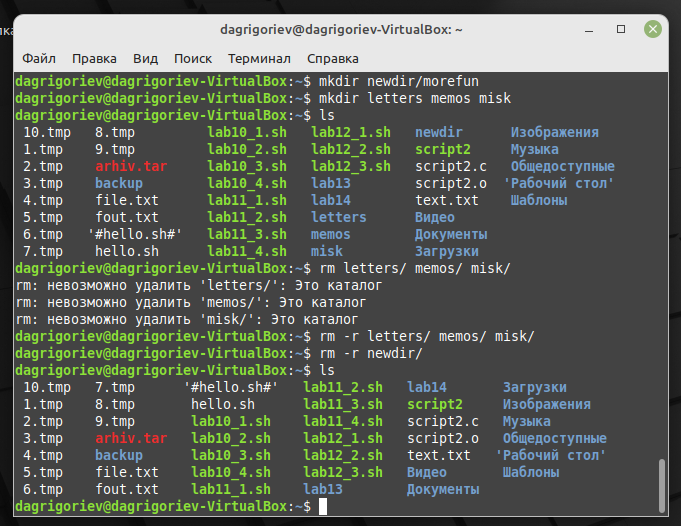 лка
dagrigoriev@dagrigoriev-VirtualBox: ~
Файл Правка Вид Поиск Терминал Справка
dagrigoriev@dagrigoriev-VirtualBox:~$ mkdir newdir/morefun
dagrigoriev@dagrigoriev-VirtualBox:~$ mkdir letters memos misk
dagrigoriev@dagrigoriev-VirtualBox:~$ ls
10.tmp 8.tmp lab10_1.sh lab12_1.sh newdir Изображения
1.tmp 9.tmp lab10_2.sh lab12_2.sh script2 Музыка
2.tmp arhiv.tar lab10_3.sh lab12_3.sh script2.c Общедоступные
3.tmp backup lab10_4.sh lab13 script2.o 'Рабочий стол'
4.tmp file.txt lab11_1.sh lab14 text.txt Шаблоны
5.tmp fout.txt lab11_2.sh letters Видео
6.tmp '#hello.sh#' lab11_3.sh memos Документы
7.tmp hello.sh lab11_4.sh misk Загрузки
dagrigoriev@dagrigoriev-VirtualBox:~$ rm letters/ memos/ misk/
rm: невозможно удалить 'letters/': Это каталог
rm: невозможно удалить 'memos/': Это каталог
rm: невозможно удалить 'misk/': Это каталог
dagrigoriev@dagrigoriev-VirtualBox:~$ rm -r letters/ memos/ misk/
dagrigoriev@dagrigoriev-VirtualBox:~$ rm -r newdir/
dagrigoriev@dagrigoriev-VirtualBox:~$ ls
10.tmp 7.tmp '#hello.sh#' lab11_2.sh lab14 Загрузки
1.tmp 8.tmp hello.sh lab11_3.sh script2 Изображения
2.tmp 9.tmp lab10_1.sh lab11_4.sh script2.c Музыка
3.tmp arhiv.tar lab10_2.sh lab12_1.sh script2.o Общедоступные
4.tmp backup lab10_3.sh lab12_2.sh text.txt 'Рабочий стол'
5.tmp file.txt lab10_4.sh lab12_3.sh Видео Шаблоны
6.tmp fout.txt lab11_1.sh lab13 Документы
dagrigoriev@dagrigoriev-VirtualBox:~$